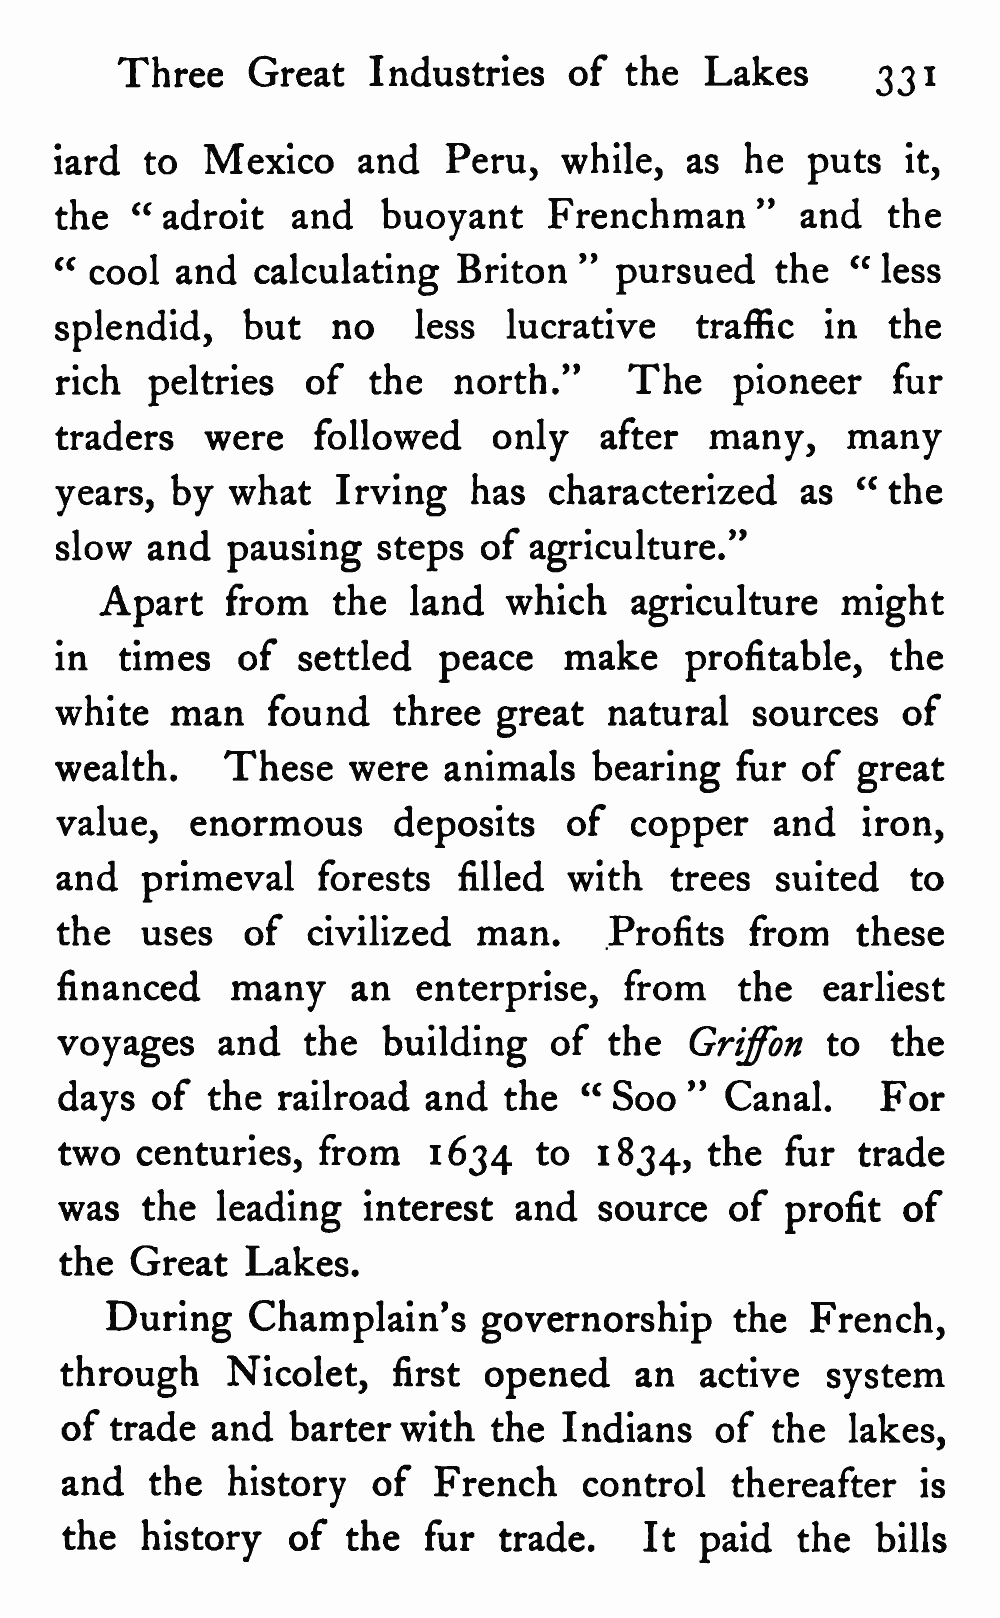 Three Great Industries of the Lakes 331
iard to Mexico and Peru, while, as he puts it,
the “ adroit and buoyant Frenchman ” and the
“ cool and calculating Briton ” pursued the “ less
splendid, but no less lucrative traffic in the
rich peltries of the north.” The pioneer fur
traders were followed only after many, many
years, by what Irving has characterized as “ the
slow and pausing steps of agriculture.”
Apart from the land which agriculture might
in times of settled peace make profitable, the
white man found three great natural sources of
wealth. These were animals bearing fur of great
value, enormous deposits of copper and iron,
and primeval forests filled with trees suited to
the uses of civilized man. Profits from these
financed many an enterprise, from the earliest
voyages and the building of the Griffon to the
days of the railroad and the “ Soo ” Canal. For
two centuries, from 1634 to 1834, the fur trade
was the leading interest and source of profit of
the Great Lakes.
During Champlain’s governorship the French,
through Nicolet, first opened an active system
of trade and barter with the Indians of the lakes,
and the history of French control thereafter is
the history of the fur trade. It paid the bills